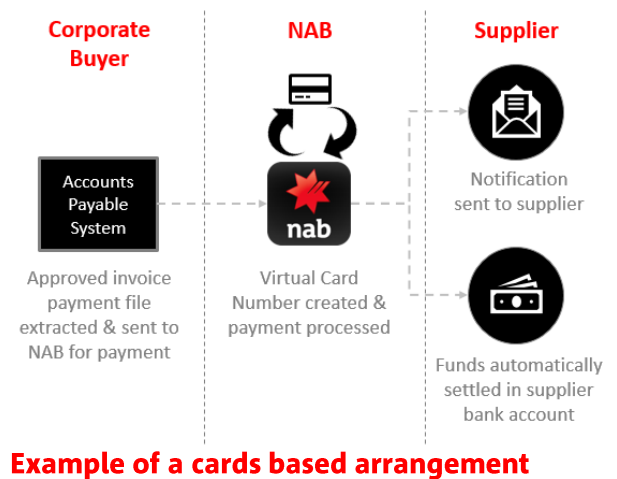 Corporate
Buyer
NAB
Supplier
Accounts
Payable
System
nab
Notification
sent to supplier
Approved invoice
payment file
extracted & sent to
NAB for payment
Virtual Card
Number created &
payment processed
Funds automatically
settled in supplier
bank account
Example of a cards based arrangement